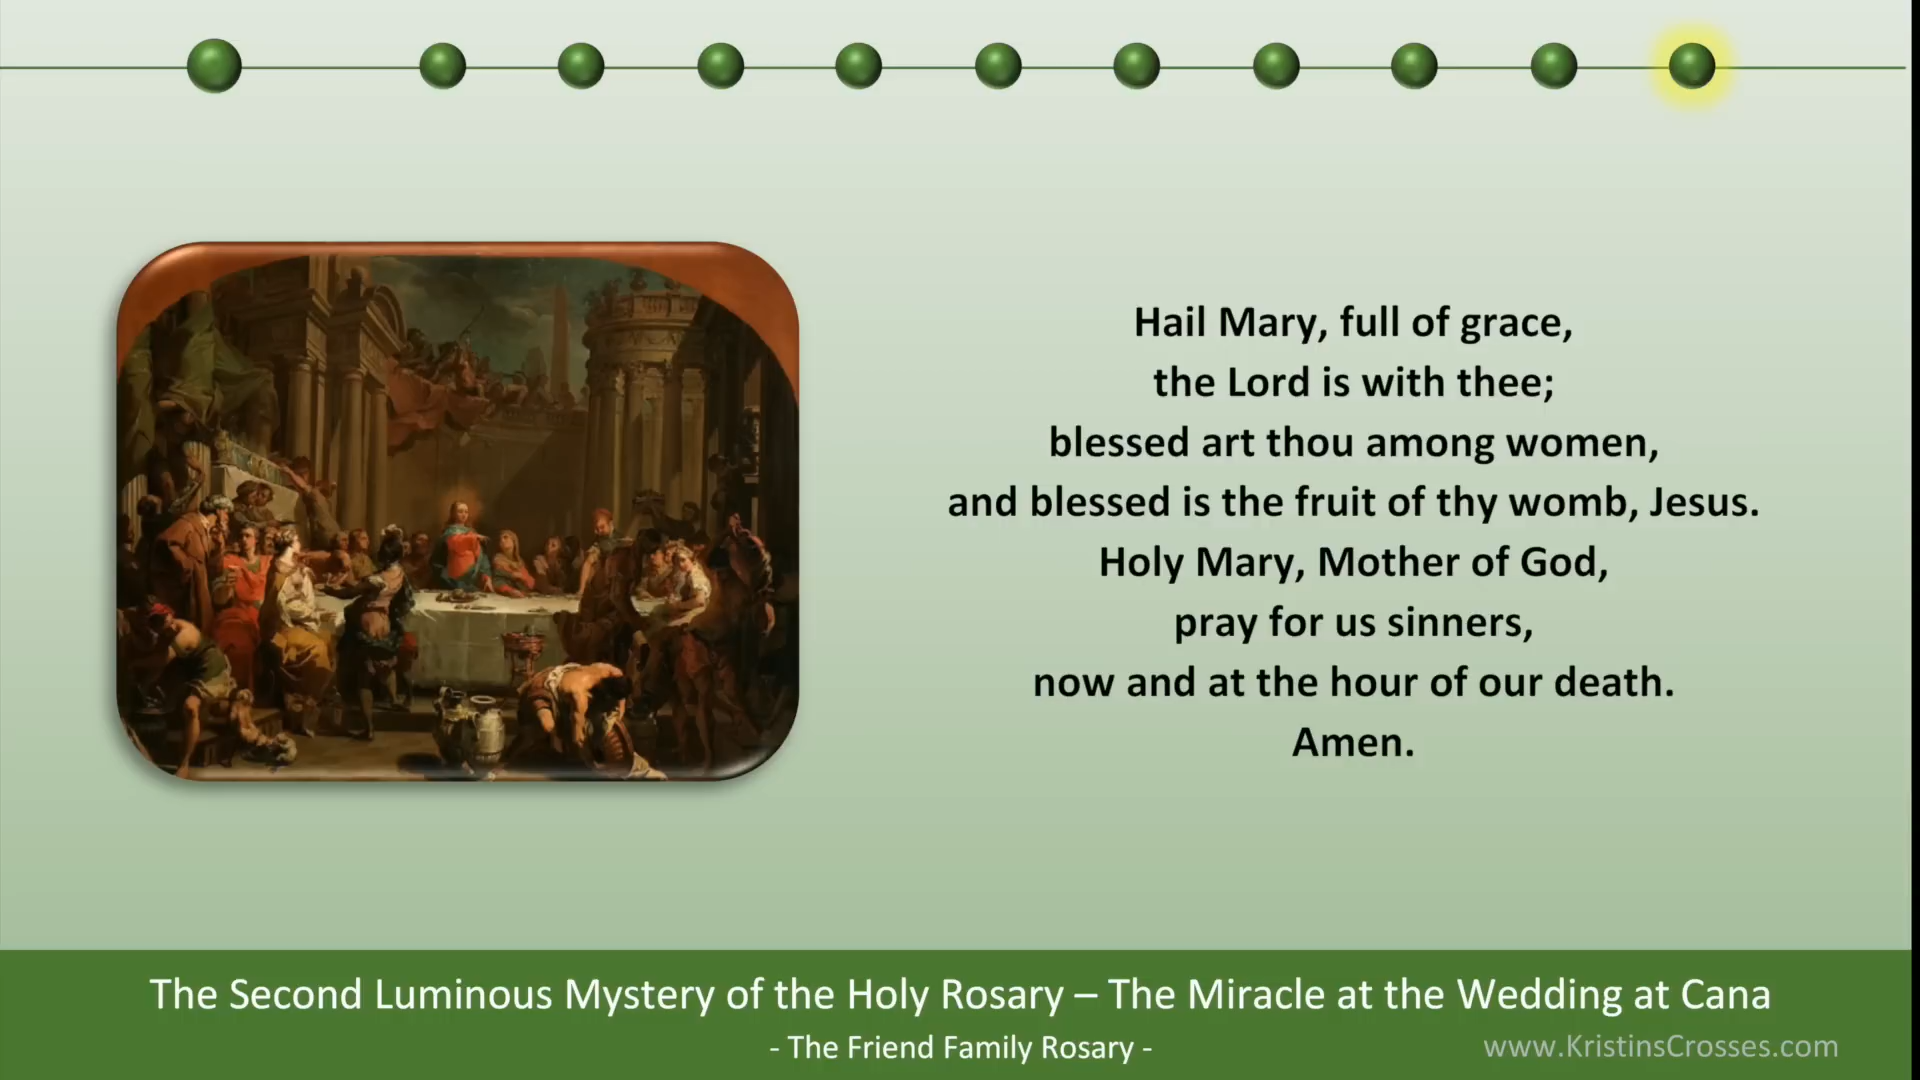 Hail Mary, full of grace,
the Lord is with thee;
blessed art thou among women,
and blessed is the fruit of thy womb, Jesus.
Holy Mary, Mother of God,
pray for us sinners,
now and at the hour of our death.
Amen.
The Second Luminous Mystery of the Holy Rosary – The Miracle at the Wedding at Cana
- The Friend Family Rosary -
www.KristinsCrosses.com